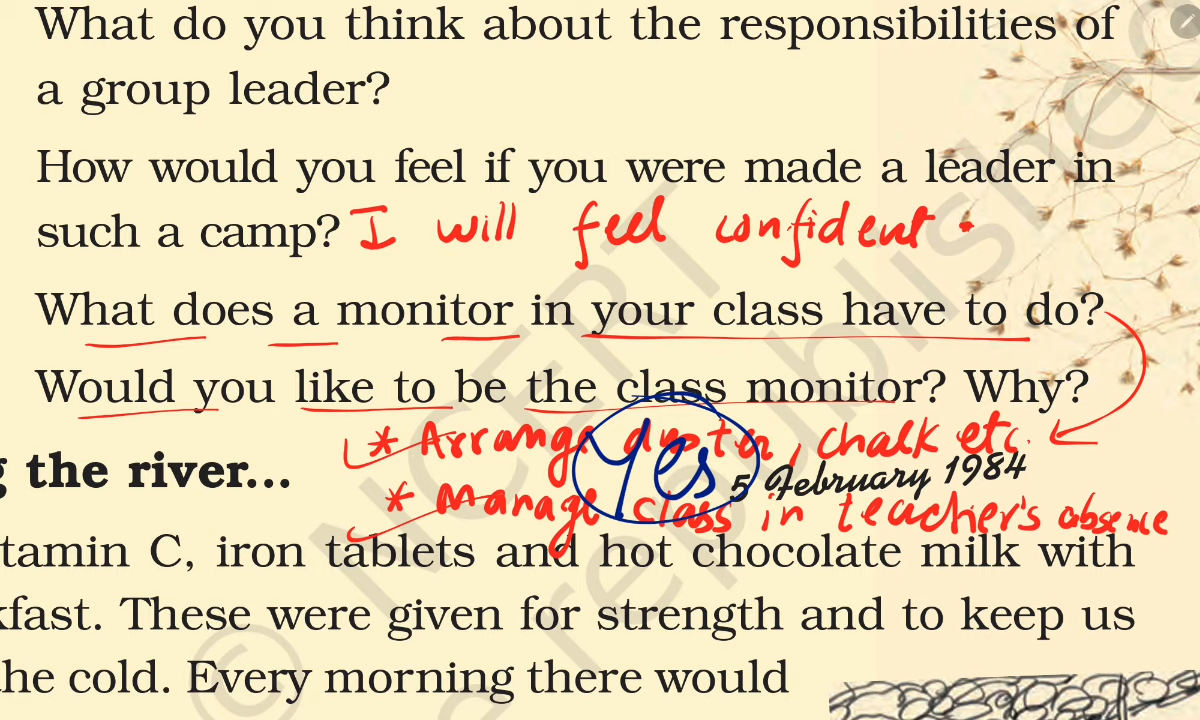 What do you think about the responsibilities of
a group leader?
How would you feel if you were made a leader in
such a camp? I will feel confident.
What does a monitor in your class have to do?
Would you like to be the class monitor? Why?
* Arrange duster, chalk etc.
Yes
g the river...
5 February 1984
* Manage class in teacher's absence
tamin C, iron tablets and hot chocolate milk with
kfast. These were given for strength and to keep us
the cold. Every morning there would
© NCERT
republished